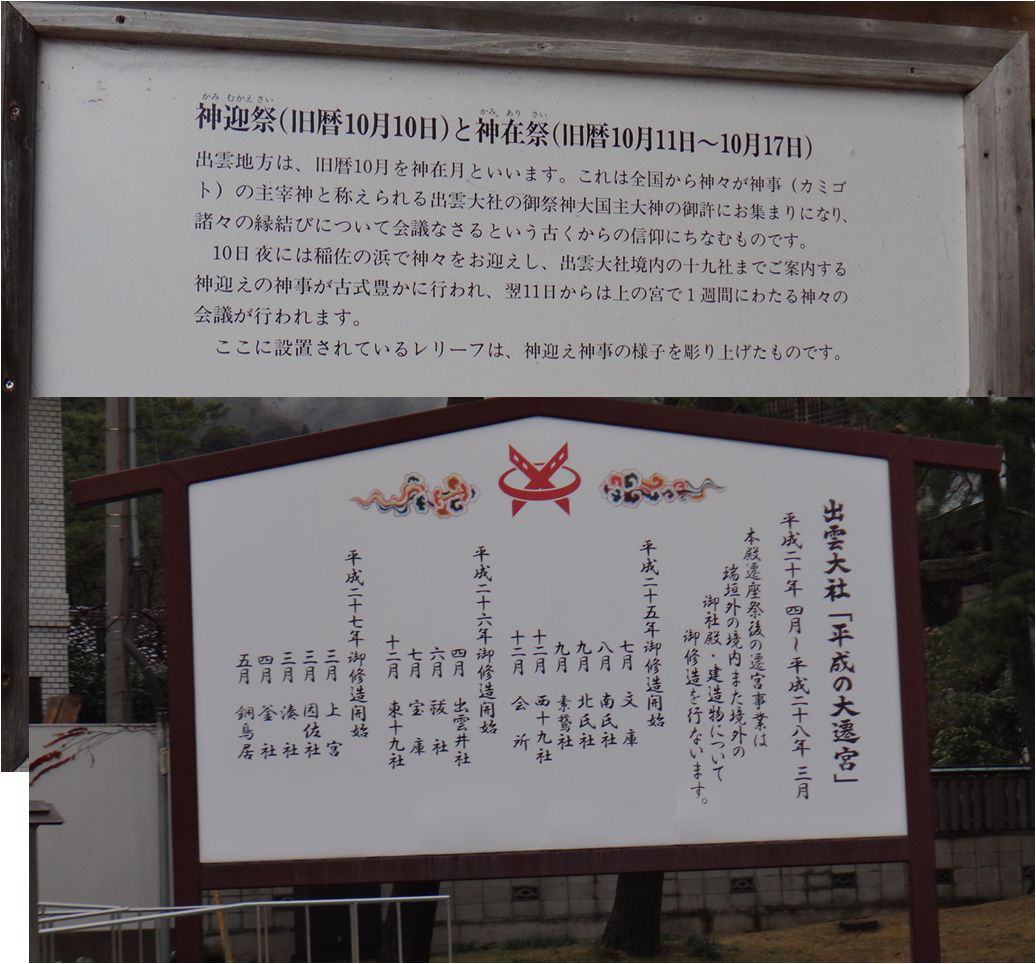 かみ むかえ さい
かみ あり さい
神迎祭(旧暦10月10日)と神在祭(旧暦10月11日～10月17日)
出雲地方は、旧暦10月を神在月といいます。これは全国から神々が神事（カミゴ
ト）の主宰神と称えられる出雲大社の御祭神大国主大神の御許にお集まりになり、
諸々の縁結びについて会議なさるという古くからの信仰にちなむものです。
10日夜には稲佐の浜で神々をお迎えし、出雲大社境内の十九社までご案内する
神迎えの神事が古式豊かに行われ、翌11日からは上の宮で１週間にわたる神々の
会議が行われます。
ここに設置されているレリーフは、神迎え神事の様子を彫り上げたものです。
出雲大社「平成の大遷宮」
平成二十年 四月～平成二十八年 三月
本殿遷座祭後の遷宮事業は
瑞垣外の境内また境外の
御社殿・建造物について
御修造を行ないます。
平成二十五年御修造開始
七月 文庫
八月 南氏社
九月 北氏社
九月 素鵞社
十二月 西十九社
十二月 会所
平成二十六年御修造開始
四月 出雲井社
六月 祓社
七月 宝庫
十二月 東十九社
平成二十七年御修造開始
三月 上宮
三月 因佐社
三月 湊社
四月 釜社
五月 銅鳥居